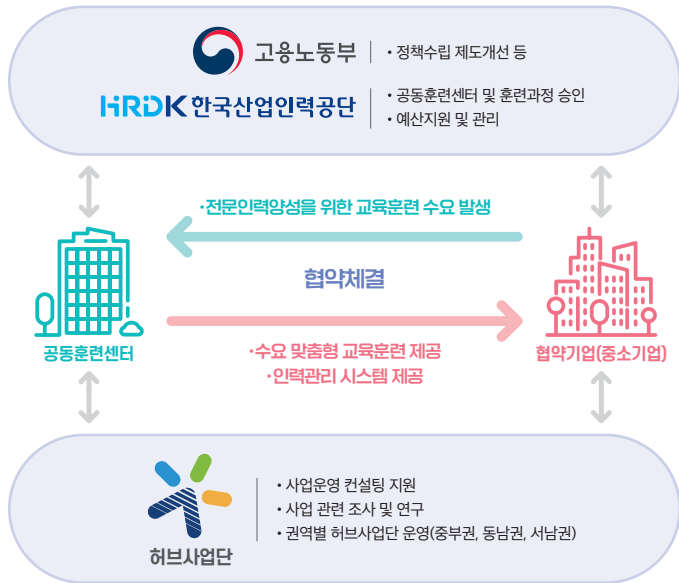 고용노동부
• 정책수립 제도개선 등
HRDK 한국산업인력공단
• 공동훈련센터 및 훈련과정 승인
• 예산지원 및 관리
·전문인력양성을 위한 교육훈련 수요 발생
협약체결
공동훈련센터
협약기업(중소기업)
·수요 맞춤형 교육훈련 제공
·인력관리 시스템 제공
허브사업단
• 사업운영 컨설팅 지원
• 사업 관련 조사 및 연구
• 권역별 허브사업단 운영(중부권, 동남권, 서남권)